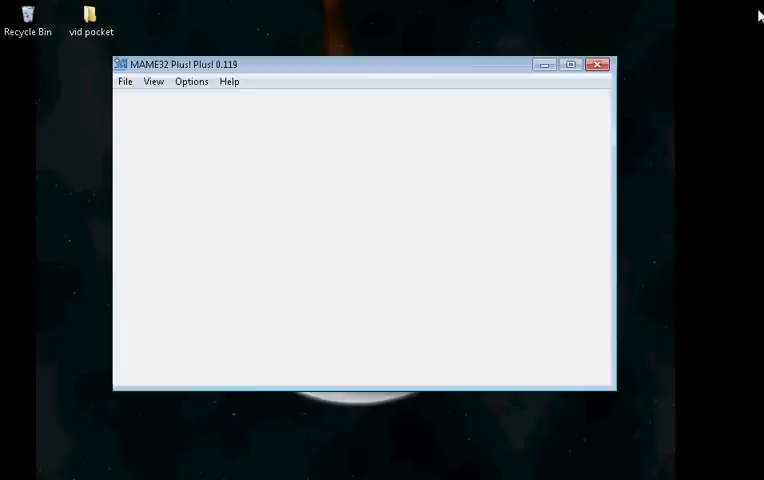 Recycle Bin
vid pocket
MAME32 Plus! Plus! 0.119
File View Options Help